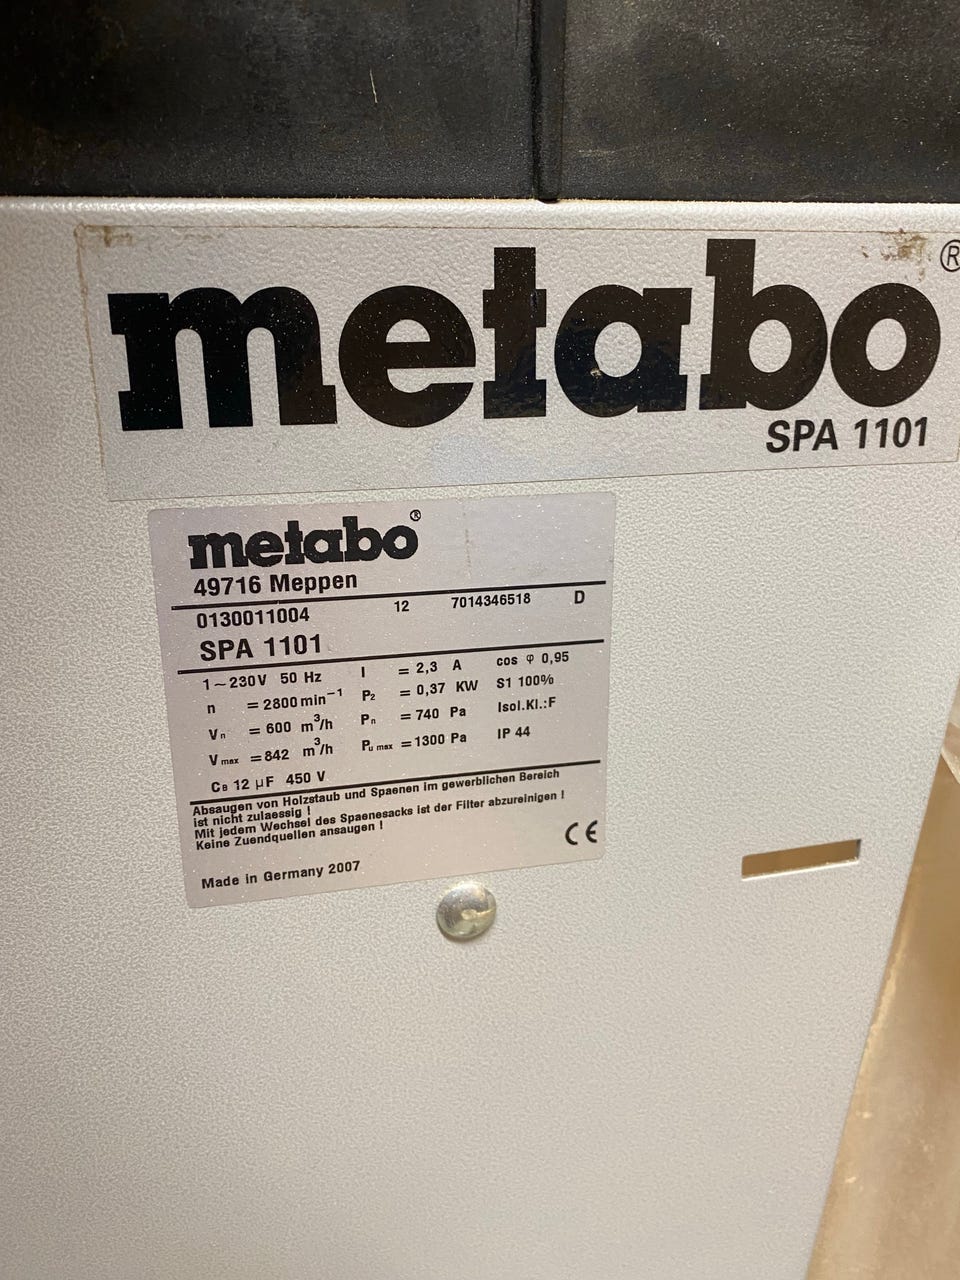 metabo®
SPA 1101
metabo®
49716 Meppen
0130011004 12 7014346518 D
SPA 1101
1~230V 50 Hz I = 2,3 A cos φ 0,95
n = 2800 min⁻¹ P₂ = 0,37 KW S1 100%
Vn = 600 m³/h Pn = 740 Pa Isol.Kl.:F
Vmax = 842 m³/h Pu max = 1300 Pa IP 44
CB 12 µF 450 V
Absaugen von Holzstaub und Spaenen im gewerblichen Bereich
ist nicht zulaessig !
Mit jedem Wechsel des Spaenesacks ist der Filter abzureinigen !
Keine Zuendquellen ansaugen !
CE
Made in Germany 2007